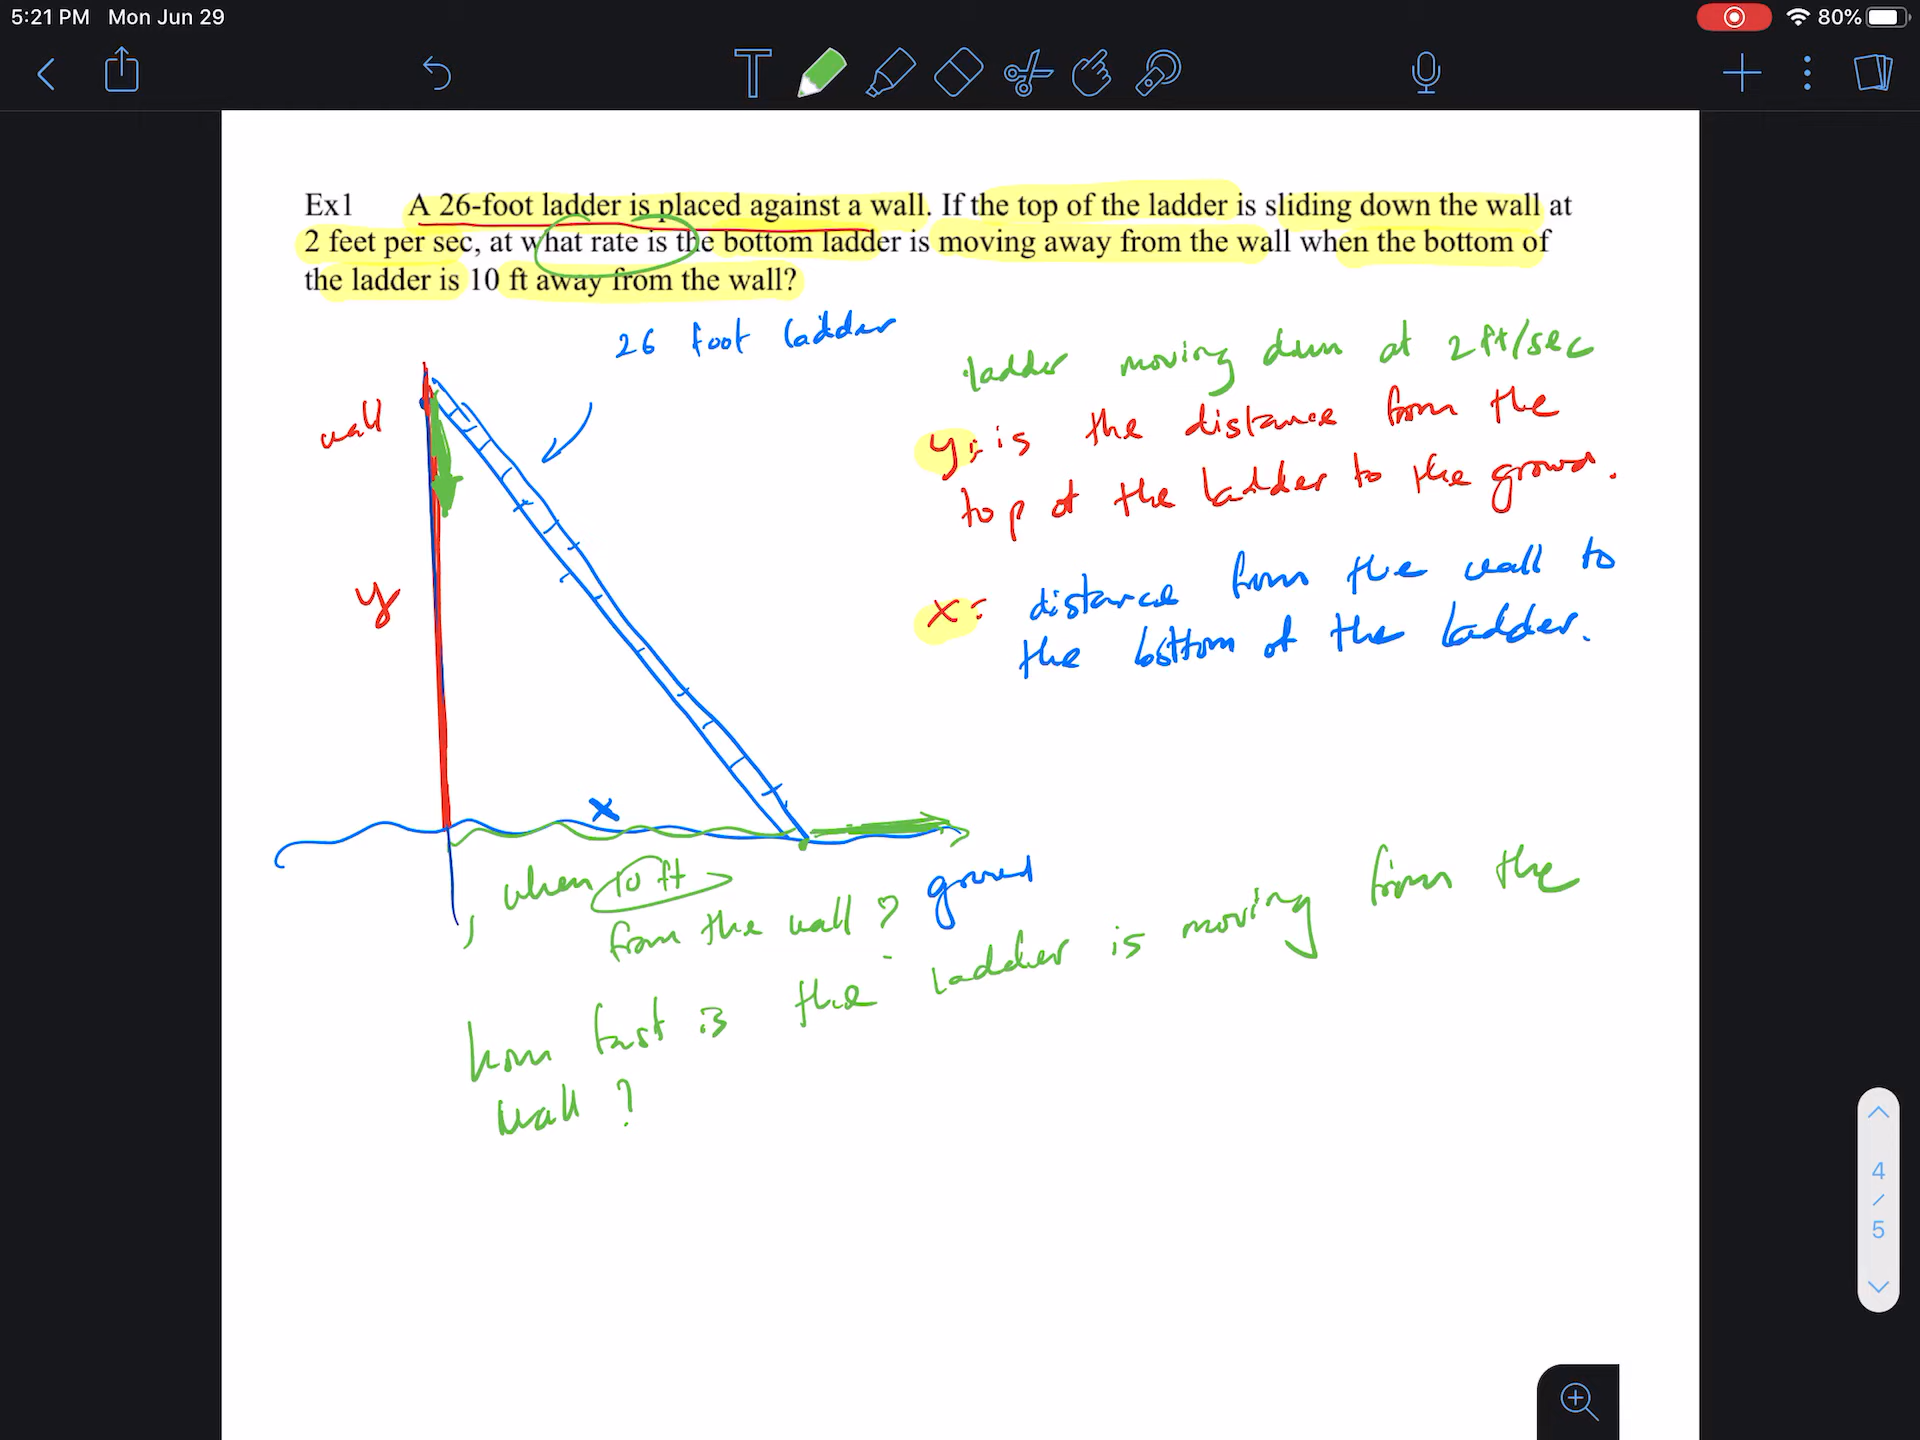 5:21 PM Mon Jun 29
80%
T
Ex1 A 26-foot ladder is placed against a wall. If the top of the ladder is sliding down the wall at
2 feet per sec, at what rate is the bottom ladder is moving away from the wall when the bottom of
the ladder is 10 ft away from the wall?
26 foot ladder
ladder moving down at 2ft/sec
wall
y: is the distance from the
top of the ladder to the ground.
y
x: distance from the wall to
the bottom of the ladder.
x
, when 10 ft
from the wall?
ground
how fast is the ladder is moving from the
wall?
4
/
5